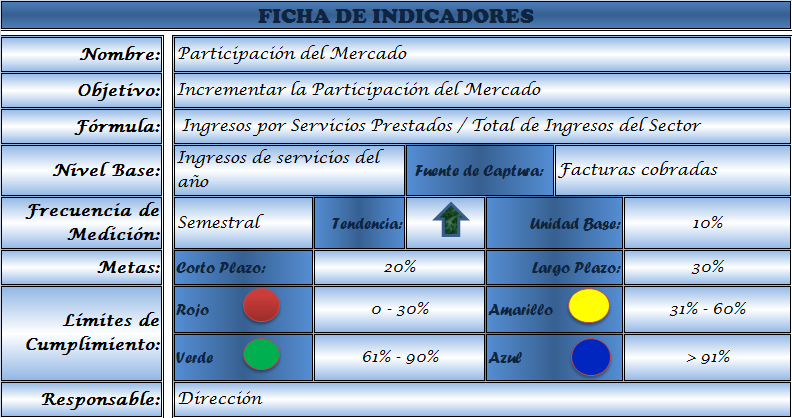 FICHA DE INDICADORES
Nombre: Participación del Mercado
Objetivo: Incrementar la Participación del Mercado
Fórmula: Ingresos por Servicios Prestados / Total de Ingresos del Sector
Nivel Base: Ingresos de servicios del año Fuente de Captura: Facturas cobradas
Frecuencia de Medición: Semestral Tendencia: Unidad Base: 10%
Metas: Corto Plazo: 20% Largo Plazo: 30%
Límites de Cumplimiento: Rojo 0 - 30% Amarillo 31% - 60%
Verde 61% - 90% Azul > 91%
Responsable: Dirección